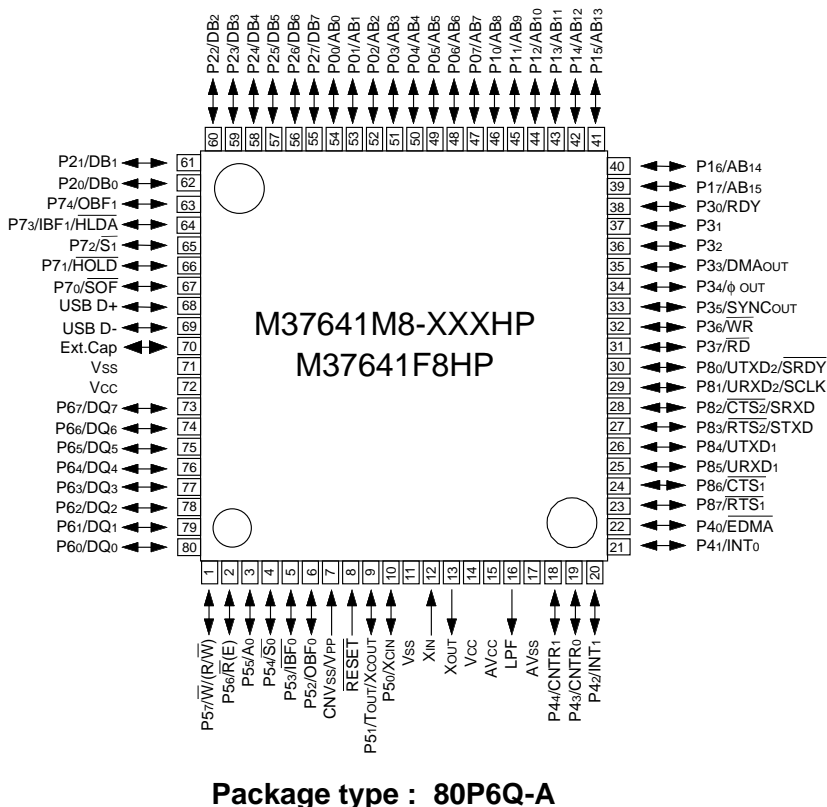 P22/DB2
P23/DB3
P24/DB4
P25/DB5
P26/DB6
P27/DB7
P00/AB0
P01/AB1
P02/AB2
P03/AB3
P04/AB4
P05/AB5
P06/AB6
P07/AB7
P10/AB8
P11/AB9
P12/AB10
P13/AB11
P14/AB12
P15/AB13
60 59 58 57 56 55 54 53 52 51 50 49 48 47 46 45 44 43 42 41
P21/DB1 61
P20/DB0 62
P74/OBF1 63
P73/IBF1/HLDA 64
P72/S1 65
P71/HOLD 66
P70/SOF 67
USB D+ 68
USB D- 69
Ext.Cap 70
Vss 71
Vcc 72
P67/DQ7 73
P66/DQ6 74
P65/DQ5 75
P64/DQ4 76
P63/DQ3 77
P62/DQ2 78
P61/DQ1 79
P60/DQ0 80
M37641M8-XXXHP
M37641F8HP
40 P16/AB14
39 P17/AB15
38 P30/RDY
37 P31
36 P32
35 P33/DMAOUT
34 P34/ϕ OUT
33 P35/SYNCOUT
32 P36/WR
31 P37/RD
30 P80/UTXD2/SRDY
29 P81/URXD2/SCLK
28 P82/CTS2/SRXD
27 P83/RTS2/STXD
26 P84/UTXD1
25 P85/URXD1
24 P86/CTS1
23 P87/RTS1
22 P40/EDMA
21 P41/INT0
1 2 3 4 5 6 7 8 9 10 11 12 13 14 15 16 17 18 19 20
P57/W/(R/W)
P56/R(E)
P55/A0
P54/S0
P53/IBF0
P52/OBF0
CNVss/VPP
RESET
P51/TOUT/XCOUT
P50/XCIN
Vss
XIN
XOUT
Vcc
AVcc
LPF
AVss
P44/CNTR1
P43/CNTR0
P42/INT1
Package type : 80P6Q-A